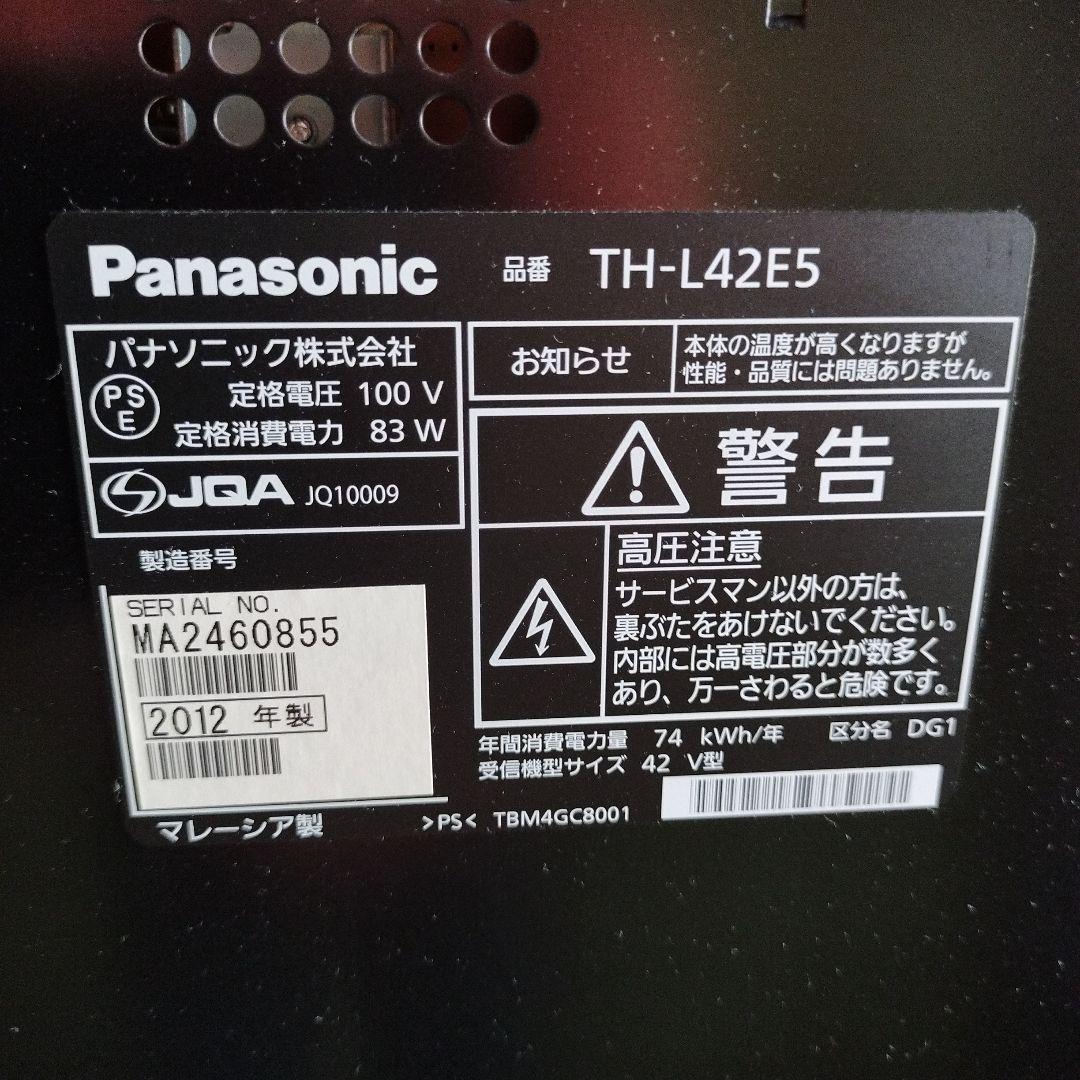 Panasonic 品番 TH-L42E5
パナソニック株式会社
PS
E
定格電圧 100 V
定格消費電力 83 W
JQA JQ10009
お知らせ
本体の温度が高くなりますが
性能・品質には問題ありません。
警告
高圧注意
サービスマン以外の方は、
裏ぶたをあけないでください。
内部には高電圧部分が数多く
あり、万一さわると危険です。
製造番号
SERIAL NO.
MA2460855
2012 年製
マレーシア製
年間消費電力量 74 kWh/年 区分名 DG1
受信機型サイズ 42 V型
>PS< TBM4GC8001